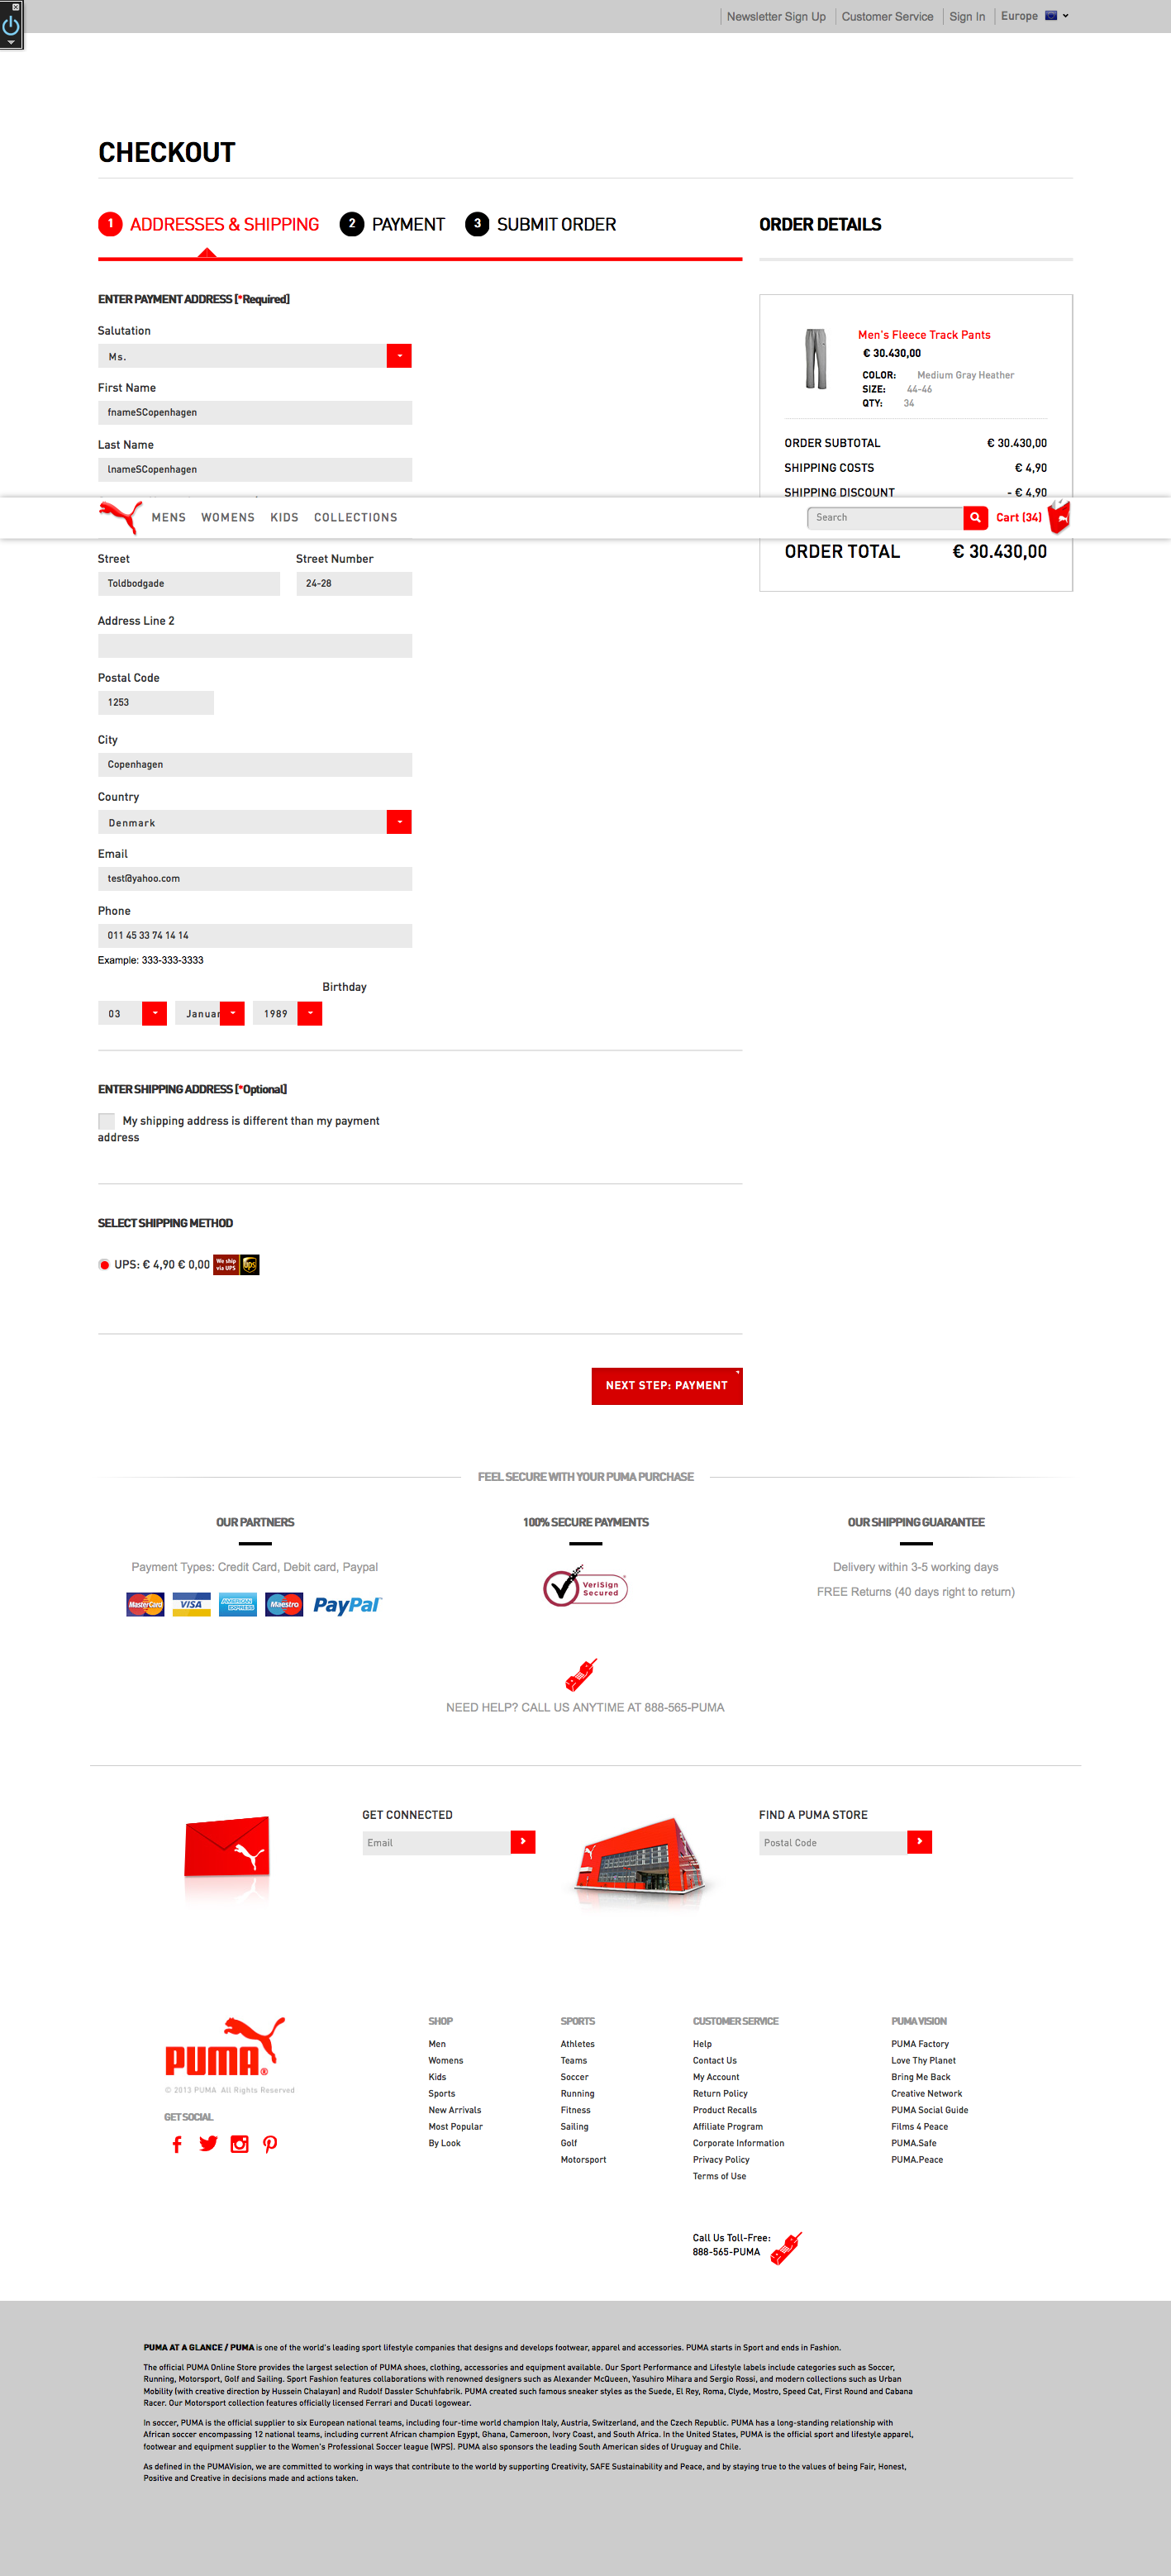 Newsletter Sign Up
Customer Service
Sign In
Europe
CHECKOUT
1 ADDRESSES & SHIPPING
2 PAYMENT
3 SUBMIT ORDER
ORDER DETAILS
ENTER PAYMENT ADDRESS [*Required]
Salutation
Ms.
First Name
fnameSCopenhagen
Last Name
lnameSCopenhagen
Men's Fleece Track Pants
€ 30.430,00
COLOR: Medium Gray Heather
SIZE: 44-46
QTY: 34
ORDER SUBTOTAL € 30.430,00
SHIPPING COSTS € 4,90
SHIPPING DISCOUNT - € 4,90
MENS WOMENS KIDS COLLECTIONS
Search
Cart (34)
ORDER TOTAL € 30.430,00
Street
Street Number
Toldbodgade
24-28
Address Line 2
Postal Code
1253
City
Copenhagen
Country
Denmark
Email
test@yahoo.com
Phone
011 45 33 74 14 14
Example: 333-333-3333
Birthday
03 Januar 1989
ENTER SHIPPING ADDRESS [*Optional]
My shipping address is different than my payment
address
SELECT SHIPPING METHOD
UPS: € 4,90 € 0,00
We ship
via UPS
ups
NEXT STEP: PAYMENT
FEEL SECURE WITH YOUR PUMA PURCHASE
OUR PARTNERS
Payment Types: Credit Card, Debit card, Paypal
MasterCard
VISA
AMERICAN
EXPRESS
Maestro
PayPal
100% SECURE PAYMENTS
VeriSign
Secured
OUR SHIPPING GUARANTEE
Delivery within 3-5 working days
FREE Returns (40 days right to return)
NEED HELP? CALL US ANYTIME AT 888-565-PUMA
GET CONNECTED
Email
FIND A PUMA STORE
Postal Code
PUMA®
© 2013 PUMA All Rights Reserved
GET SOCIAL
SHOP
Men
Womens
Kids
Sports
New Arrivals
Most Popular
By Look
SPORTS
Athletes
Teams
Soccer
Running
Fitness
Sailing
Golf
Motorsport
CUSTOMER SERVICE
Help
Contact Us
My Account
Return Policy
Product Recalls
Affiliate Program
Corporate Information
Privacy Policy
Terms of Use
PUMA VISION
PUMA Factory
Love Thy Planet
Bring Me Back
Creative Network
PUMA Social Guide
Films 4 Peace
PUMA.Safe
PUMA.Peace
Call Us Toll-Free:
888-565-PUMA
PUMA AT A GLANCE / PUMA is one of the world's leading sport lifestyle companies that designs and develops footwear, apparel and accessories. PUMA starts in Sport and ends in Fashion.
The official PUMA Online Store provides the largest selection of PUMA shoes, clothing, accessories and equipment available. Our Sport Performance and Lifestyle labels include categories such as Soccer,
Running, Motorsport, Golf and Sailing. Sport Fashion features collaborations with renowned designers such as Alexander McQueen, Yasuhiro Mihara and Sergio Rossi, and modern collections such as Urban
Mobility (with creative direction by Hussein Chalayan) and Rudolf Dassler Schuhfabrik. PUMA created such famous sneaker styles as the Suede, El Rey, Roma, Clyde, Mostro, Speed Cat, First Round and Cabana
Racer. Our Motorsport collection features officially licensed Ferrari and Ducati logowear.
In soccer, PUMA is the official supplier to six European national teams, including four-time world champion Italy, Austria, Switzerland, and the Czech Republic. PUMA has a long-standing relationship with
African soccer encompassing 12 national teams, including current African champion Egypt, Ghana, Cameroon, Ivory Coast, and South Africa. In the United States, PUMA is the official sport and lifestyle apparel,
footwear and equipment supplier to the Women's Professional Soccer league (WPS). PUMA also sponsors the leading South American sides of Uruguay and Chile.
As defined in the PUMAVision, we are committed to working in ways that contribute to the world by supporting Creativity, SAFE Sustainability and Peace, and by staying true to the values of being Fair, Honest,
Positive and Creative in decisions made and actions taken.